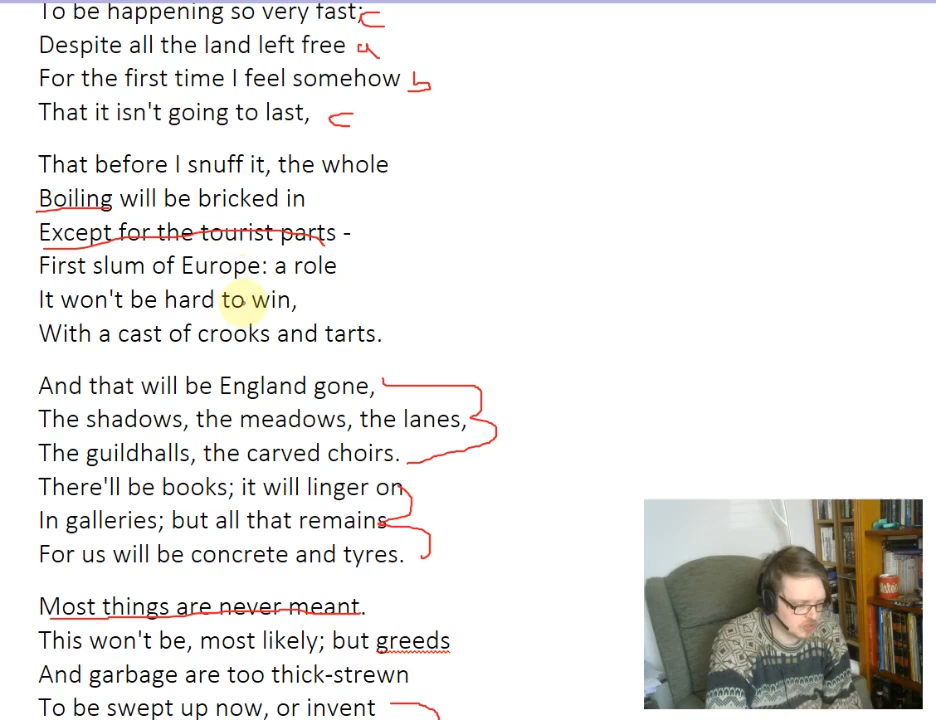 To be happening so very fast; c
Despite all the land left free a
For the first time I feel somehow b
That it isn't going to last, c
That before I snuff it, the whole
Boiling will be bricked in
Except for the tourist parts -
First slum of Europe: a role
It won't be hard to win,
With a cast of crooks and tarts.
And that will be England gone,
The shadows, the meadows, the lanes,
The guildhalls, the carved choirs.
There'll be books; it will linger on
In galleries; but all that remains
For us will be concrete and tyres.
Most things are never meant.
This won't be, most likely; but greeds
And garbage are too thick-strewn
To be swept up now, or invent